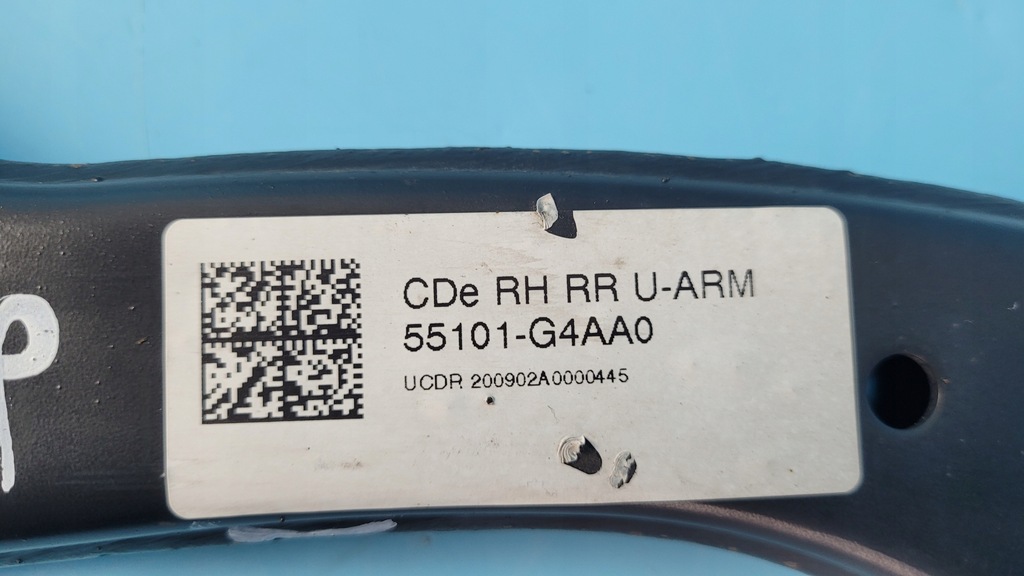 CDe RH RR U-ARM
55101-G4AA0
UCDR 200902A0000445